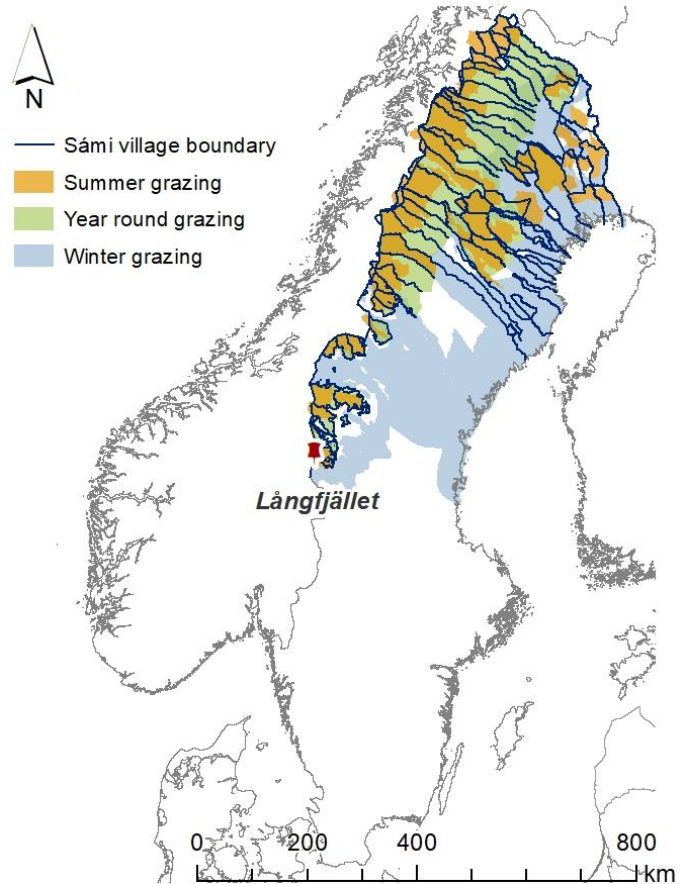 N
Sámi village boundary
Summer grazing
Year round grazing
Winter grazing
Långfjället
0 200 400 800
km